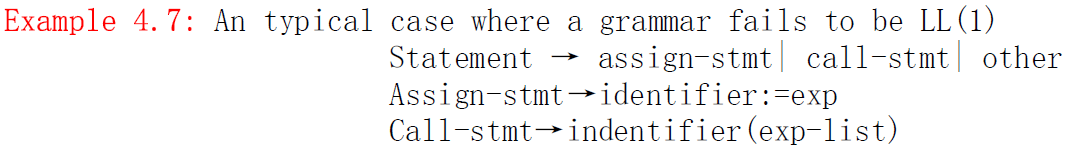 Example 4.7: An typical case where a grammar fails to be LL(1)
Statement → assign-stmt| call-stmt| other
Assign-stmt→identifier:=exp
Call-stmt→indentifier(exp-list)